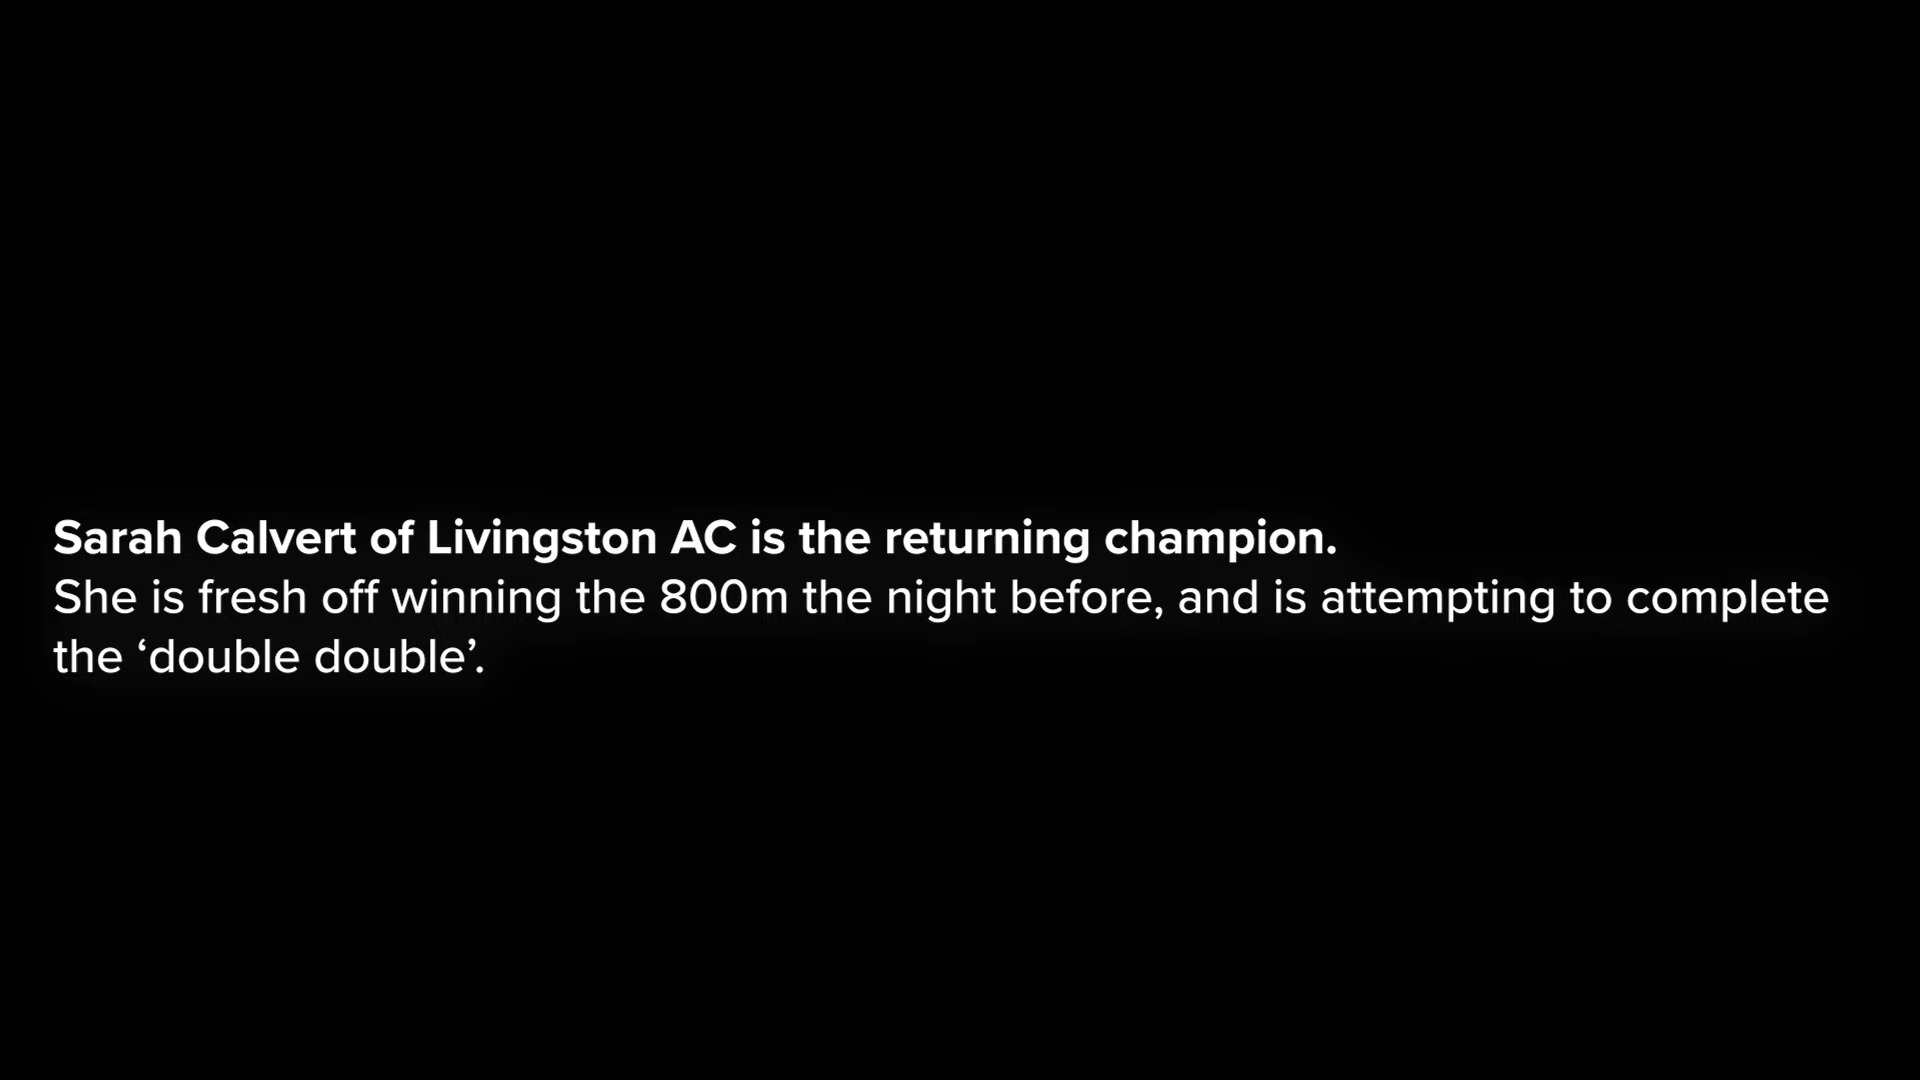 Sarah Calvert of Livingston AC is the returning champion.
She is fresh off winning the 800m the night before, and is attempting to complete
the ‘double double’.